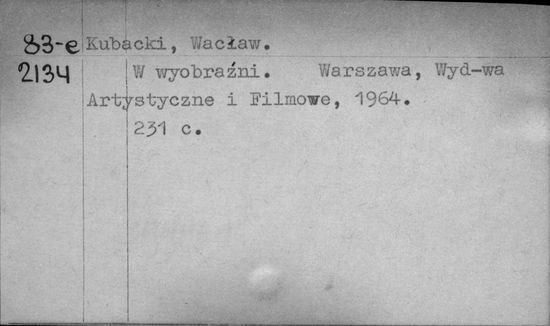 83-e Kubacki, Wacław.
2134 W wyobraźni. Warszawa, Wyd-wa
Artystyczne i Filmowe, 1964.
231 c.